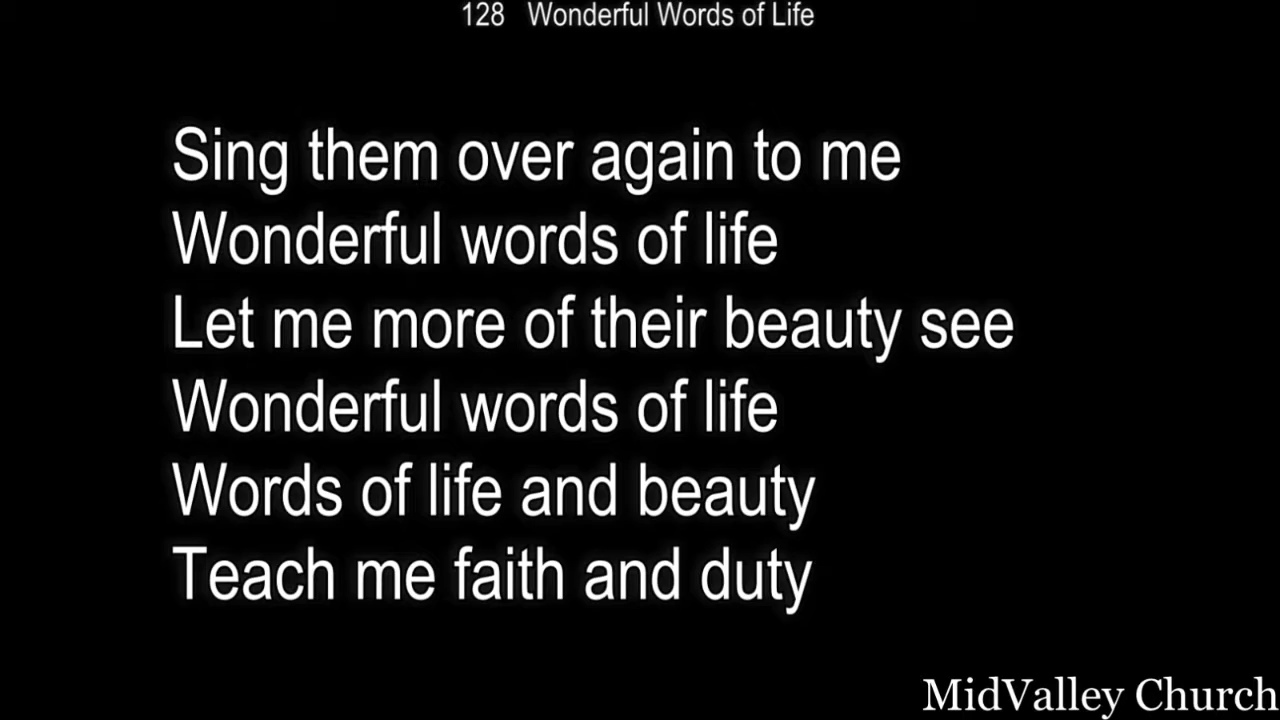 128 Wonderful Words of Life
Sing them over again to me
Wonderful words of life
Let me more of their beauty see
Wonderful words of life
Words of life and beauty
Teach me faith and duty
MidValley Church